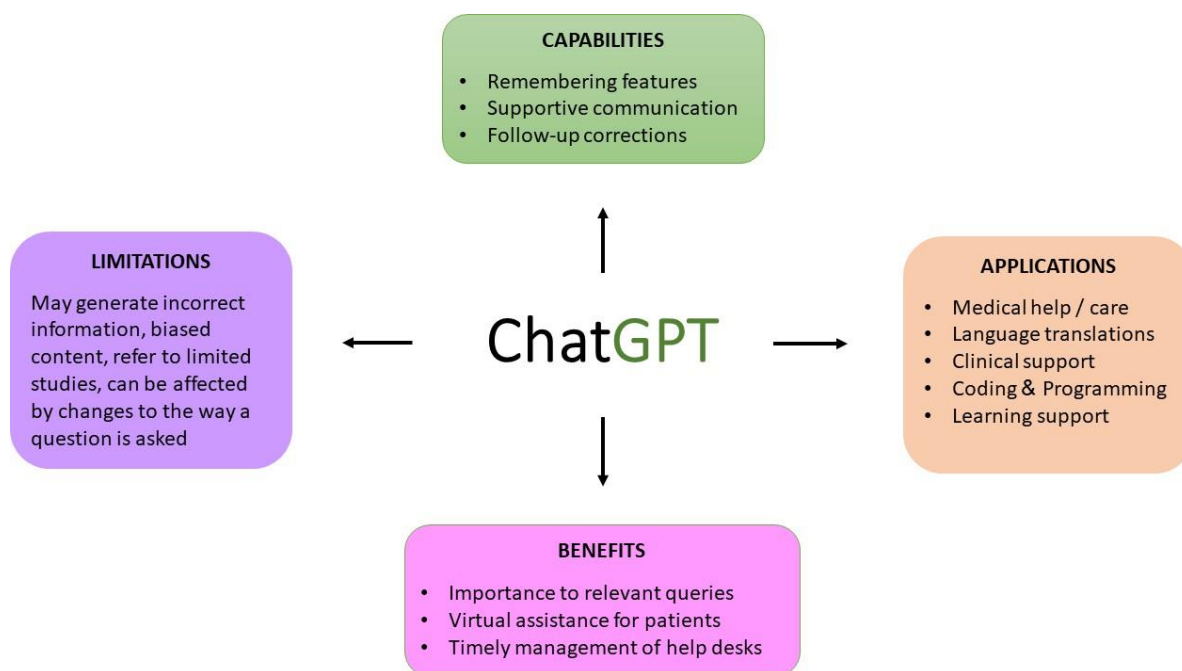 CAPABILITIES
• Remembering features
• Supportive communication
• Follow-up corrections
LIMITATIONS
May generate incorrect
information, biased
content, refer to limited
studies, can be affected
by changes to the way a
question is asked
ChatGPT
APPLICATIONS
• Medical help / care
• Language translations
• Clinical support
• Coding & Programming
• Learning support
BENEFITS
• Importance to relevant queries
• Virtual assistance for patients
• Timely management of help desks